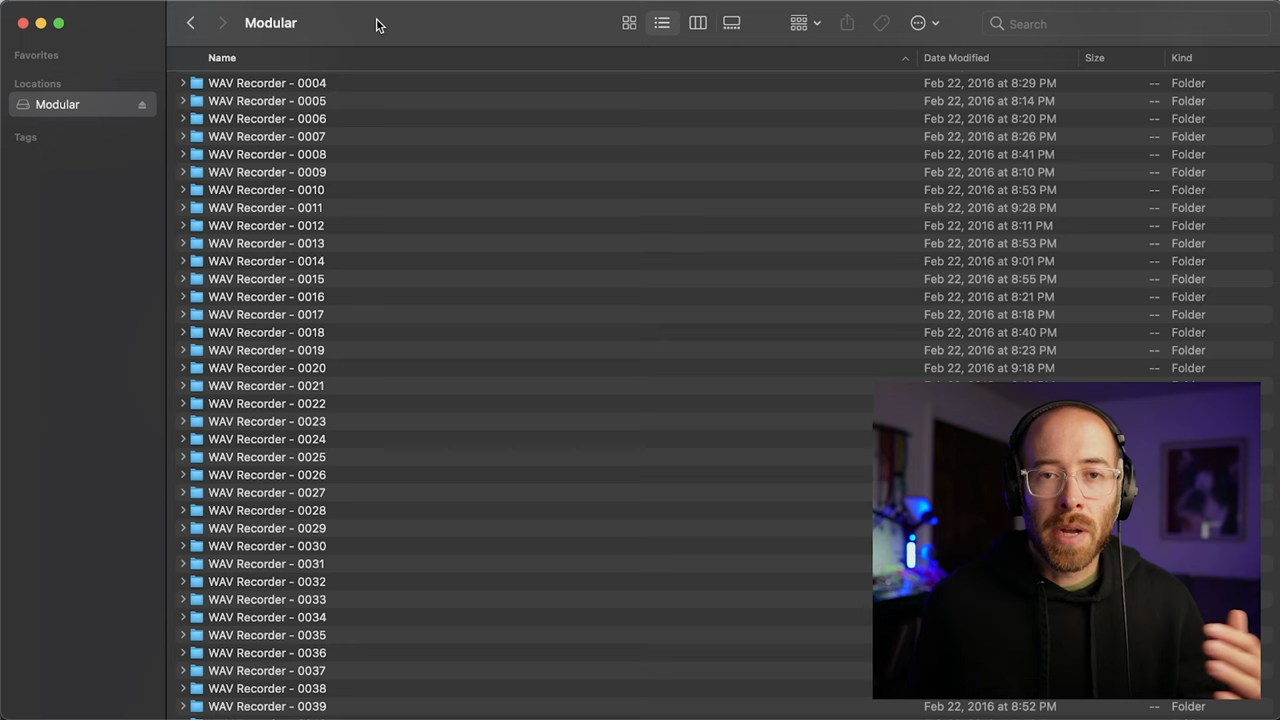 Modular
Search
Favorites
Locations
Modular
Tags
Name Date Modified Size Kind
WAV Recorder - 0004 Feb 22, 2016 at 8:29 PM -- Folder
WAV Recorder - 0005 Feb 22, 2016 at 8:14 PM -- Folder
WAV Recorder - 0006 Feb 22, 2016 at 8:20 PM -- Folder
WAV Recorder - 0007 Feb 22, 2016 at 8:26 PM -- Folder
WAV Recorder - 0008 Feb 22, 2016 at 8:41 PM -- Folder
WAV Recorder - 0009 Feb 22, 2016 at 8:10 PM -- Folder
WAV Recorder - 0010 Feb 22, 2016 at 8:53 PM -- Folder
WAV Recorder - 0011 Feb 22, 2016 at 9:28 PM -- Folder
WAV Recorder - 0012 Feb 22, 2016 at 8:11 PM -- Folder
WAV Recorder - 0013 Feb 22, 2016 at 8:53 PM -- Folder
WAV Recorder - 0014 Feb 22, 2016 at 9:01 PM -- Folder
WAV Recorder - 0015 Feb 22, 2016 at 8:55 PM -- Folder
WAV Recorder - 0016 Feb 22, 2016 at 8:21 PM -- Folder
WAV Recorder - 0017 Feb 22, 2016 at 8:18 PM -- Folder
WAV Recorder - 0018 Feb 22, 2016 at 8:40 PM -- Folder
WAV Recorder - 0019 Feb 22, 2016 at 8:23 PM -- Folder
WAV Recorder - 0020 Feb 22, 2016 at 9:18 PM -- Folder
WAV Recorder - 0021
WAV Recorder - 0022
WAV Recorder - 0023
WAV Recorder - 0024
WAV Recorder - 0025
WAV Recorder - 0026
WAV Recorder - 0027
WAV Recorder - 0028
WAV Recorder - 0029
WAV Recorder - 0030
WAV Recorder - 0031
WAV Recorder - 0032
WAV Recorder - 0033
WAV Recorder - 0034
WAV Recorder - 0035
WAV Recorder - 0036
WAV Recorder - 0037
WAV Recorder - 0038
WAV Recorder - 0039 Feb 22, 2016 at 8:52 PM -- Folder